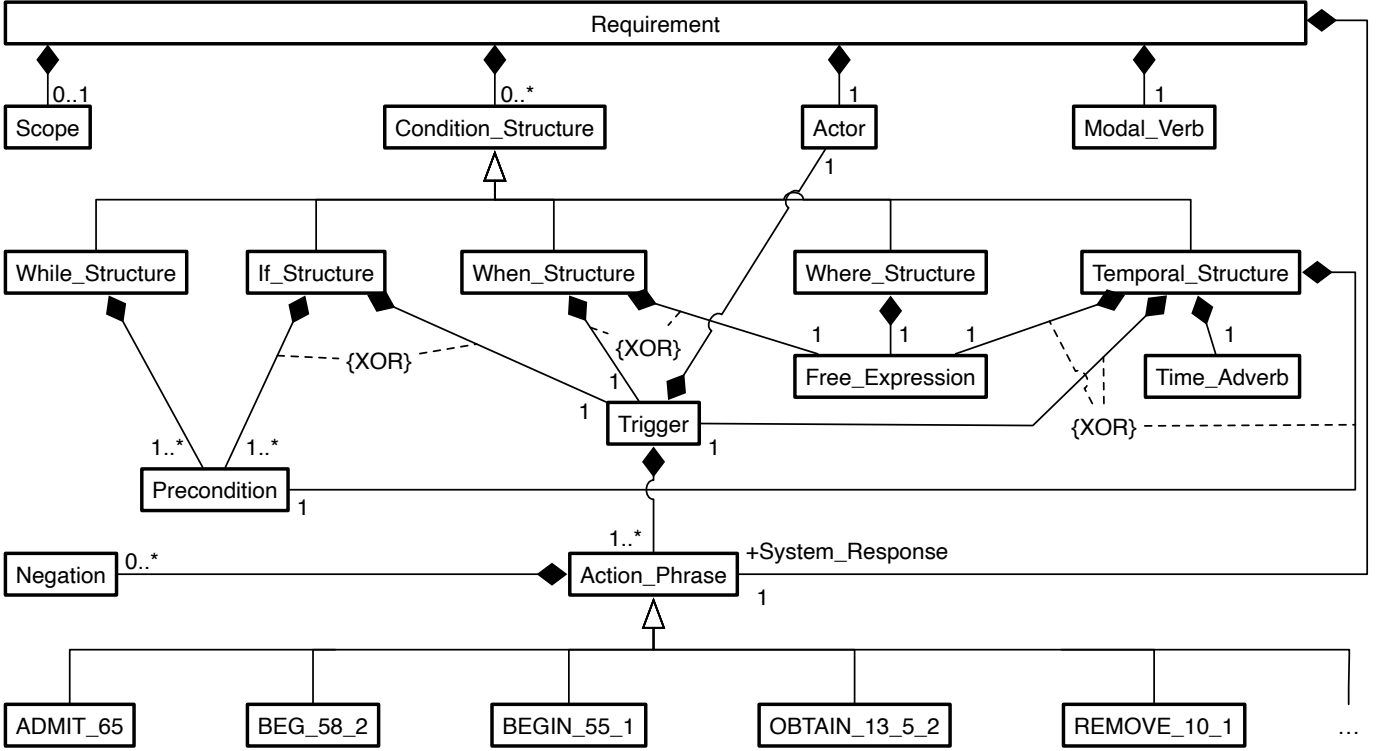 Requirement
0..1
0..*
1
1
Scope
Condition_Structure
Actor
Modal_Verb
1
While_Structure
If_Structure
When_Structure
Where_Structure
Temporal_Structure
1
1
1
1
{XOR}
{XOR}
Free_Expression
Time_Adverb
1
1
Trigger
{XOR}
1..*
1..*
1
Precondition
1
1..*
+System_Response
0..*
Negation
Action_Phrase
1
ADMIT_65
BEG_58_2
BEGIN_55_1
OBTAIN_13_5_2
REMOVE_10_1
...